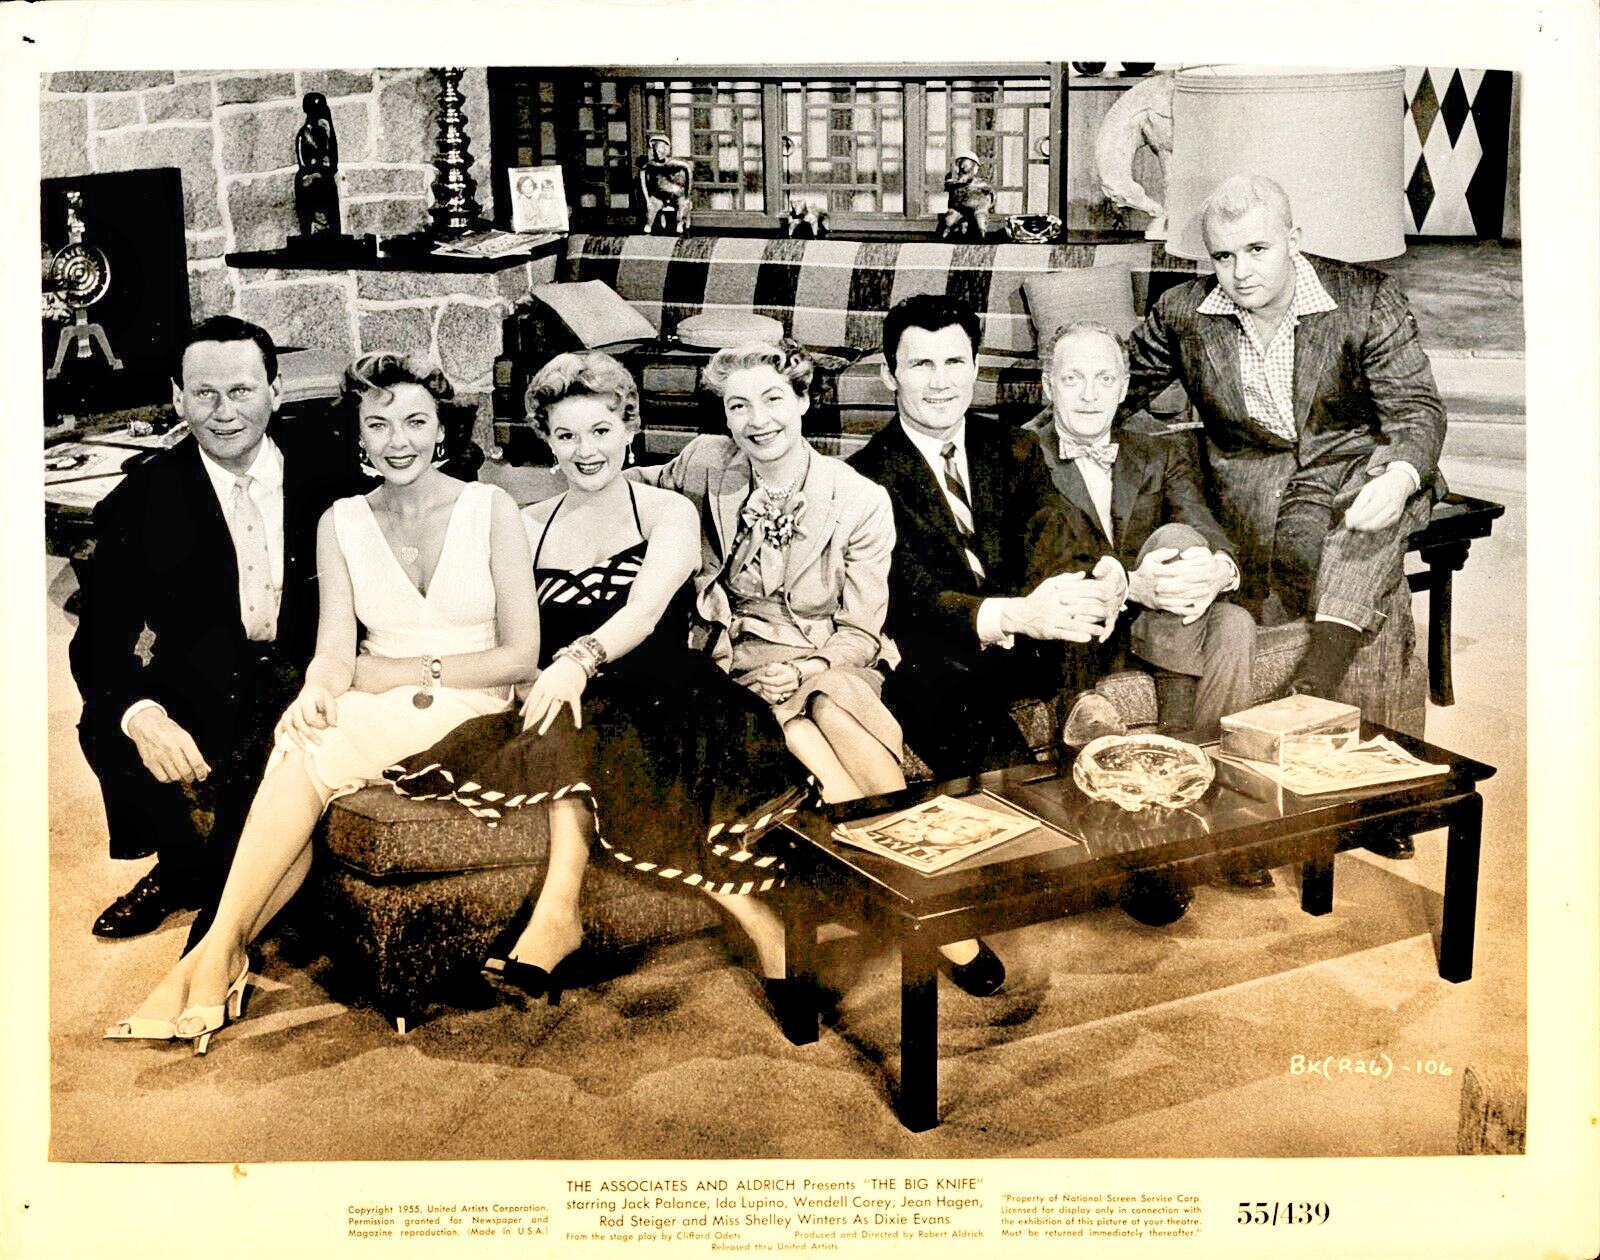 BK(R26) - 106
THE ASSOCIATES AND ALDRICH Presents "THE BIG KNIFE"
starring Jack Palance, Ida Lupino, Wendell Corey, Jean Hagen,
Rod Steiger and Miss Shelley Winters As Dixie Evans
From the stage play by Clifford Odets Produced and Directed by Robert Aldrich
Released thru United Artists
Copyright 1955, United Artists Corporation.
Permission granted for Newspaper and
Magazine reproduction. (Made in U.S.A.)
"Property of National Screen Service Corp.
Licensed for display only in connection with
the exhibition of this picture at your theatre.
Must be returned immediately thereafter."
55/439